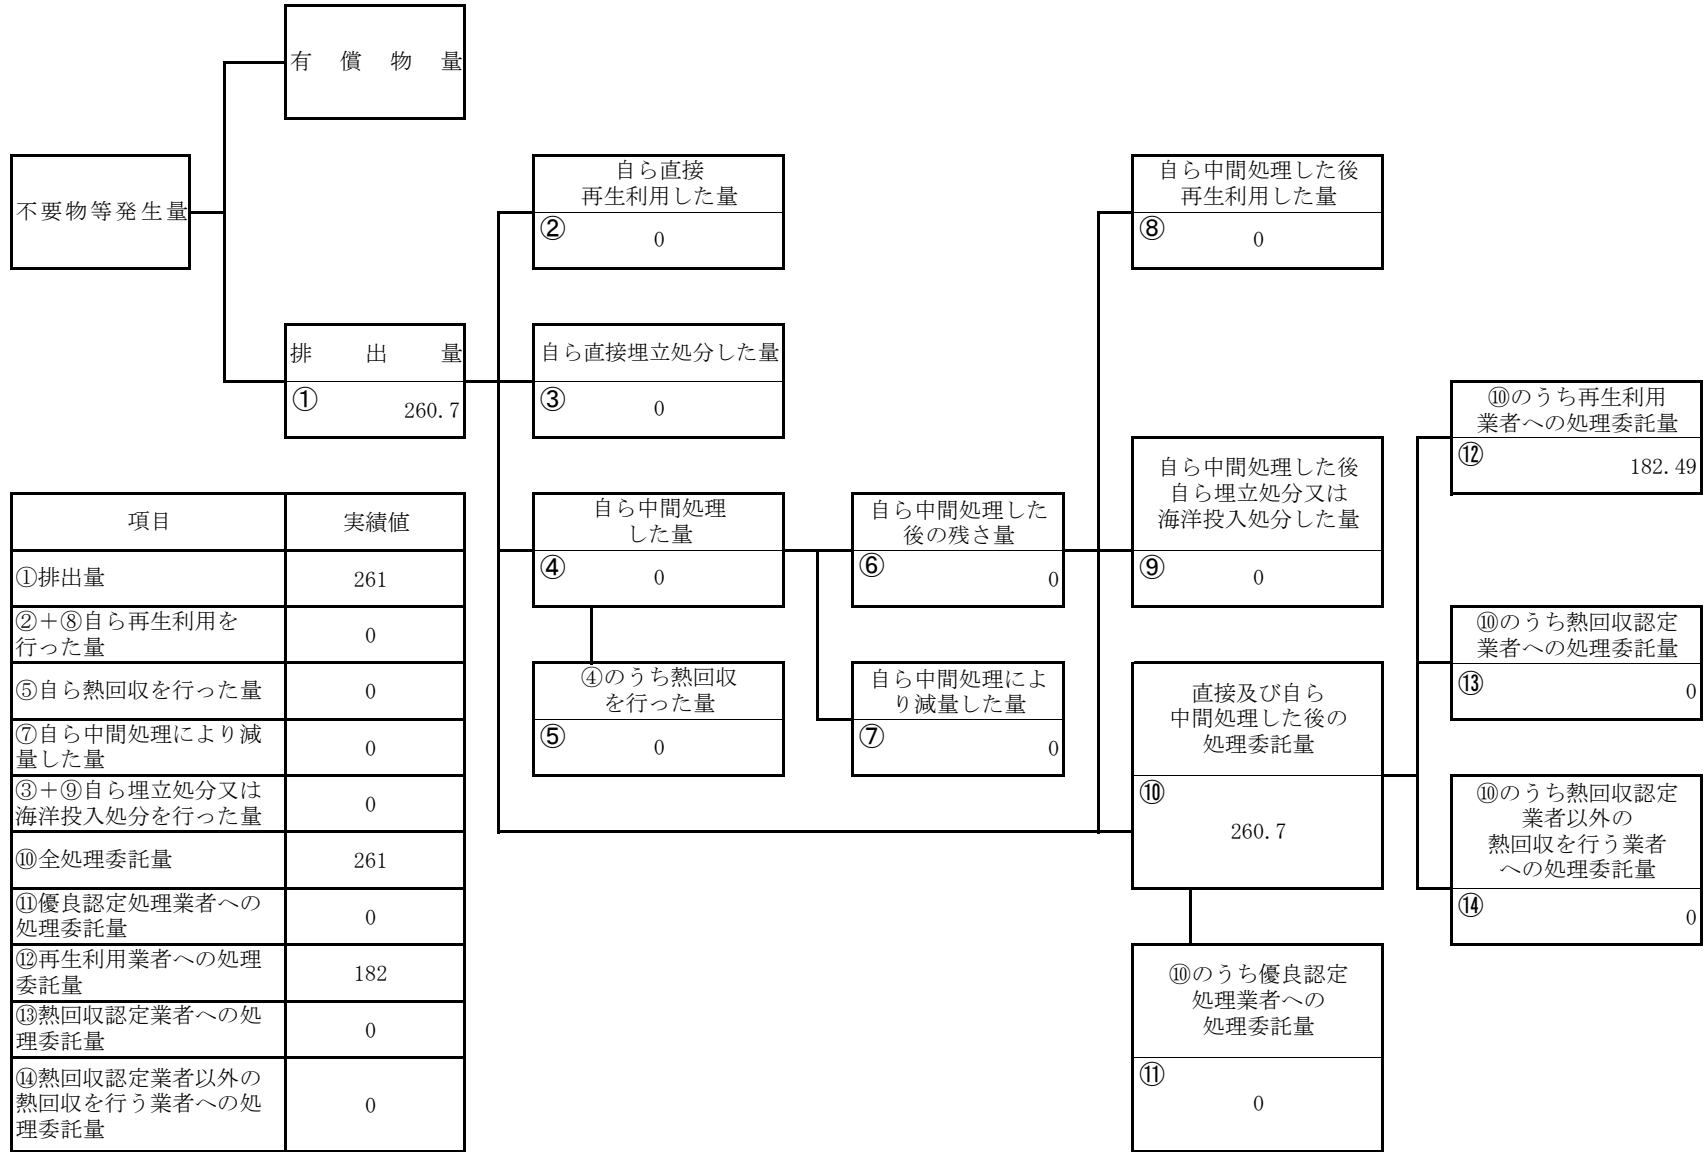 有償物量
不要物等発生量
排出量
①
260.7
自ら直接
再生利用した量
②
0
自ら直接埋立処分した量
③
0
自ら中間処理
した量
④
0
④のうち熱回収
を行った量
⑤
0
自ら中間処理した
後の残さ量
⑥
0
自ら中間処理によ
り減量した量
⑦
0
自ら中間処理した後
再生利用した量
⑧
0
自ら中間処理した後
自ら埋立処分又は
海洋投入処分した量
⑨
0
直接及び自ら
中間処理した後の
処理委託量
⑩
260.7
⑩のうち優良認定
処理業者への
処理委託量
⑪
0
⑩のうち再生利用
業者への処理委託量
⑫
182.49
⑩のうち熱回収認定
業者への処理委託量
⑬
0
⑩のうち熱回収認定
業者以外の
熱回収を行う業者
への処理委託量
⑭
0
項目 実績値
①排出量 261
②＋⑧自ら再生利用を
行った量 0
⑤自ら熱回収を行った量 0
⑦自ら中間処理により減
量した量 0
③＋⑨自ら埋立処分又は
海洋投入処分を行った量 0
⑩全処理委託量 261
⑪優良認定処理業者への
処理委託量 0
⑫再生利用業者への処理
委託量 182
⑬熱回収認定業者への処
理委託量 0
⑭熱回収認定業者以外の
熱回収を行う業者への処
理委託量 0